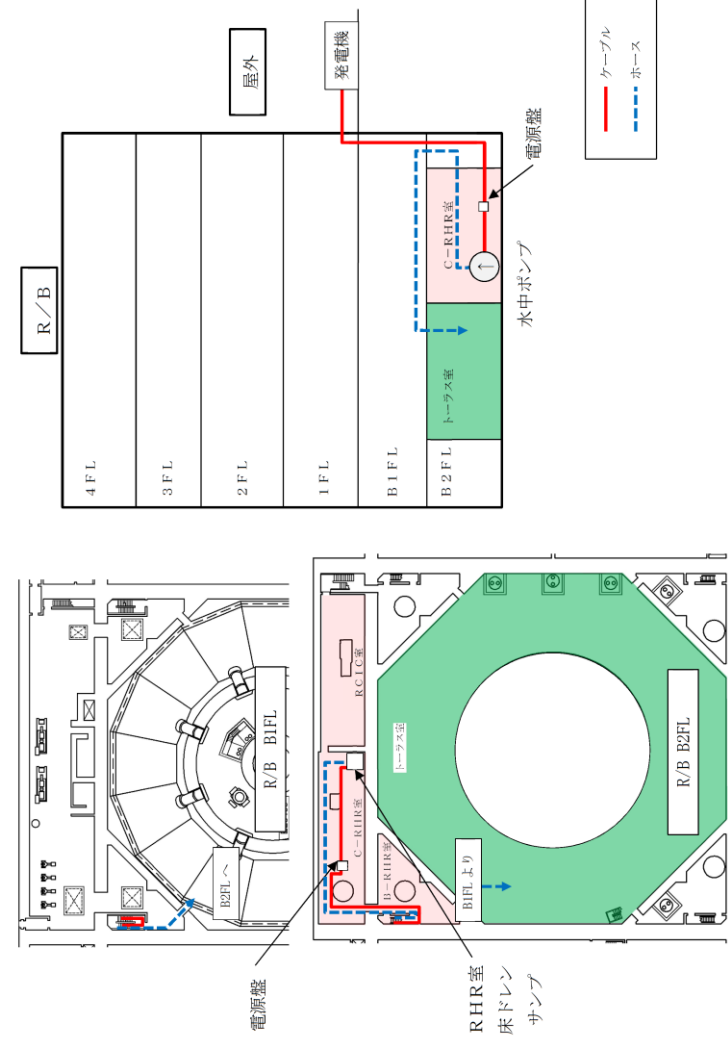 R／B
屋外
発電機
4FL
3FL
2FL
1FL
B1FL
B2FL
トーラス室
C－RHR室
電源盤
水中ポンプ
ケーブル
ホース
R/B B1FL
B2FLへ
電源盤
RCIC室
C－RHR室
B－RHR室
トーラス室
B1FLより
R/B B2FL
RHR室
床ドレン
サンプ